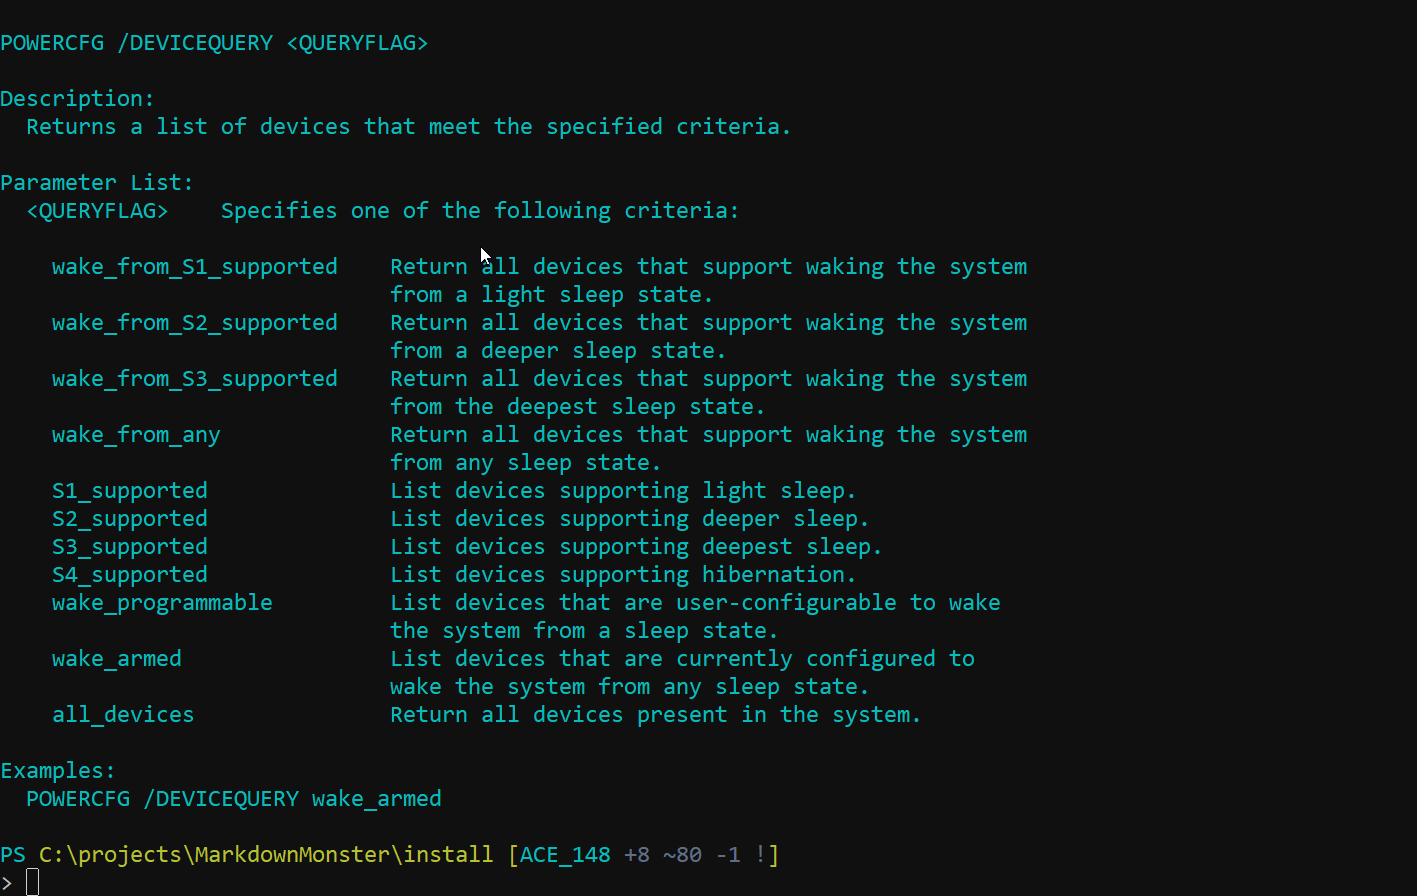 POWERCFG /DEVICEQUERY <QUERYFLAG>
Description:
  Returns a list of devices that meet the specified criteria.
Parameter List:
  <QUERYFLAG>    Specifies one of the following criteria:
    wake_from_S1_supported    Return all devices that support waking the system
                              from a light sleep state.
    wake_from_S2_supported    Return all devices that support waking the system
                              from a deeper sleep state.
    wake_from_S3_supported    Return all devices that support waking the system
                              from the deepest sleep state.
    wake_from_any             Return all devices that support waking the system
                              from any sleep state.
    S1_supported              List devices supporting light sleep.
    S2_supported              List devices supporting deeper sleep.
    S3_supported              List devices supporting deepest sleep.
    S4_supported              List devices supporting hibernation.
    wake_programmable         List devices that are user-configurable to wake
                              the system from a sleep state.
    wake_armed                List devices that are currently configured to
                              wake the system from any sleep state.
    all_devices               Return all devices present in the system.
Examples:
  POWERCFG /DEVICEQUERY wake_armed
PS C:\projects\MarkdownMonster\install [ACE_148 +8 ~80 -1 !]
>